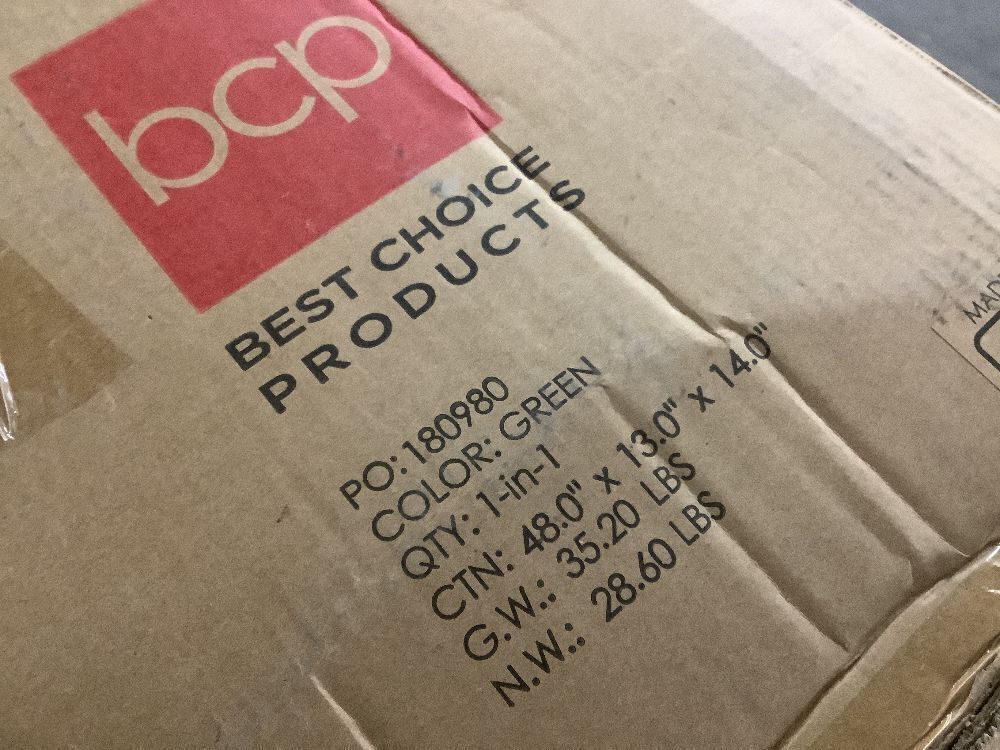 bcp
BEST CHOICE
PRODUCTS
PO: 180980
COLOR: GREEN
QTY: 1-in-1
CTN: 48.0" x 13.0" x 14.0"
G.W.: 35.20 LBS
N.W.: 28.60 LBS